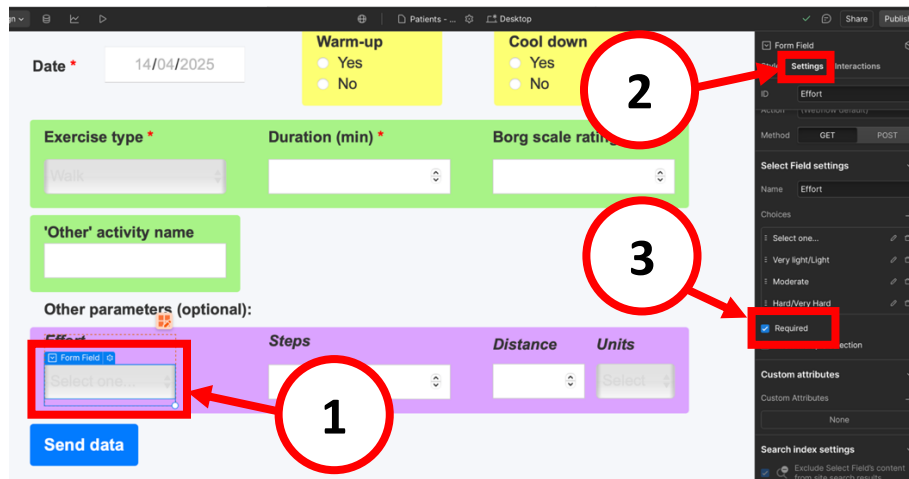 Patients - ... Desktop Share Publish
Date * 14/04/2025
Warm-up
Yes
No
Cool down
Yes
No
Exercise type *
Walk
Duration (min) *
Borg scale rating
'Other' activity name
Other parameters (optional):
Effort
Form Field
Select one...
Steps
Distance
Units
Select
Send data
1
2
3
Form Field
Style Settings Interactions
ID Effort
Action (Webflow default)
Method GET POST
Select Field settings
Name Effort
Choices
Select one...
Very light/Light
Moderate
Hard/Very Hard
Required
Custom attributes
Custom Attributes
None
Search index settings
Exclude Select Field's content
from site search results